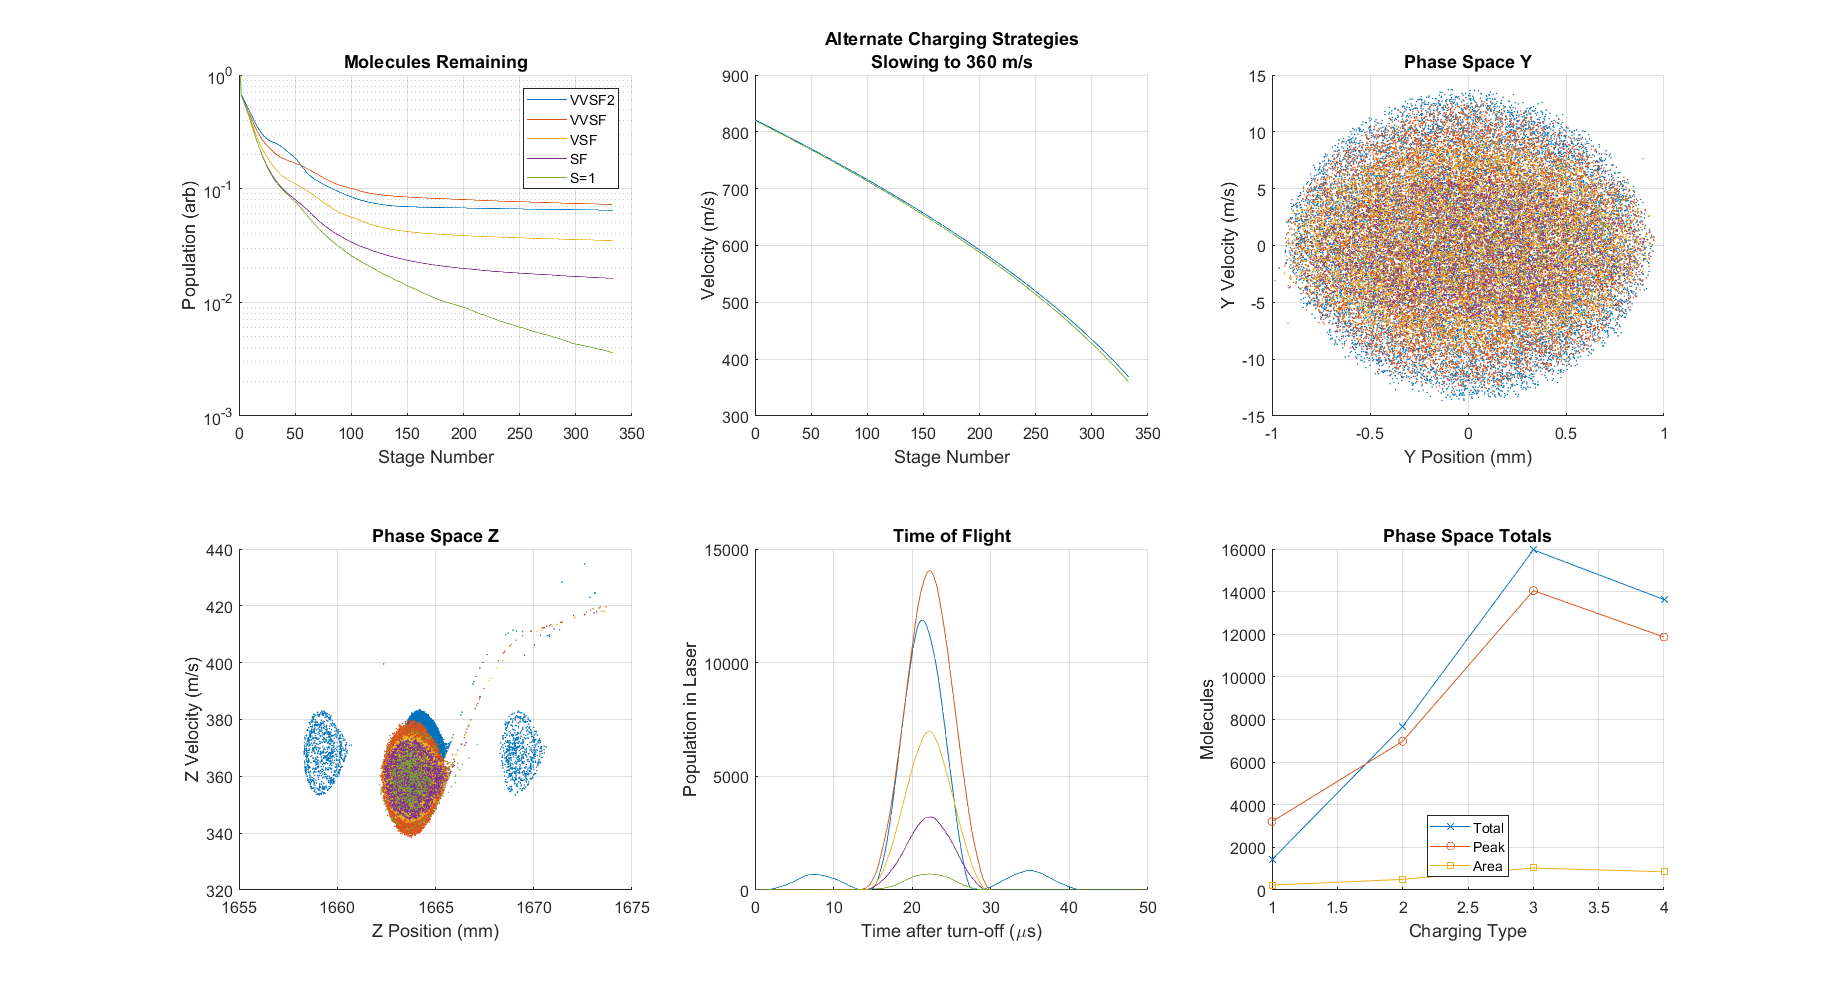 Molecules Remaining
10^0
10^-1
10^-2
10^-3
Population (arb)
VVSF2
VVSF
VSF
SF
S=1
0 50 100 150 200 250 300 350
Stage Number
Alternate Charging Strategies
Slowing to 360 m/s
900
800
700
600
500
400
300
Velocity (m/s)
0 50 100 150 200 250 300 350
Stage Number
Phase Space Y
15
10
5
0
-5
-10
-15
Y Velocity (m/s)
-1 -0.5 0 0.5 1
Y Position (mm)
Phase Space Z
440
420
400
380
360
340
320
Z Velocity (m/s)
1655 1660 1665 1670 1675
Z Position (mm)
Time of Flight
15000
10000
5000
0
Population in Laser
0 10 20 30 40 50
Time after turn-off (μs)
Phase Space Totals
16000
14000
12000
10000
8000
6000
4000
2000
0
Molecules
Total
Peak
Area
1 1.5 2 2.5 3 3.5 4
Charging Type